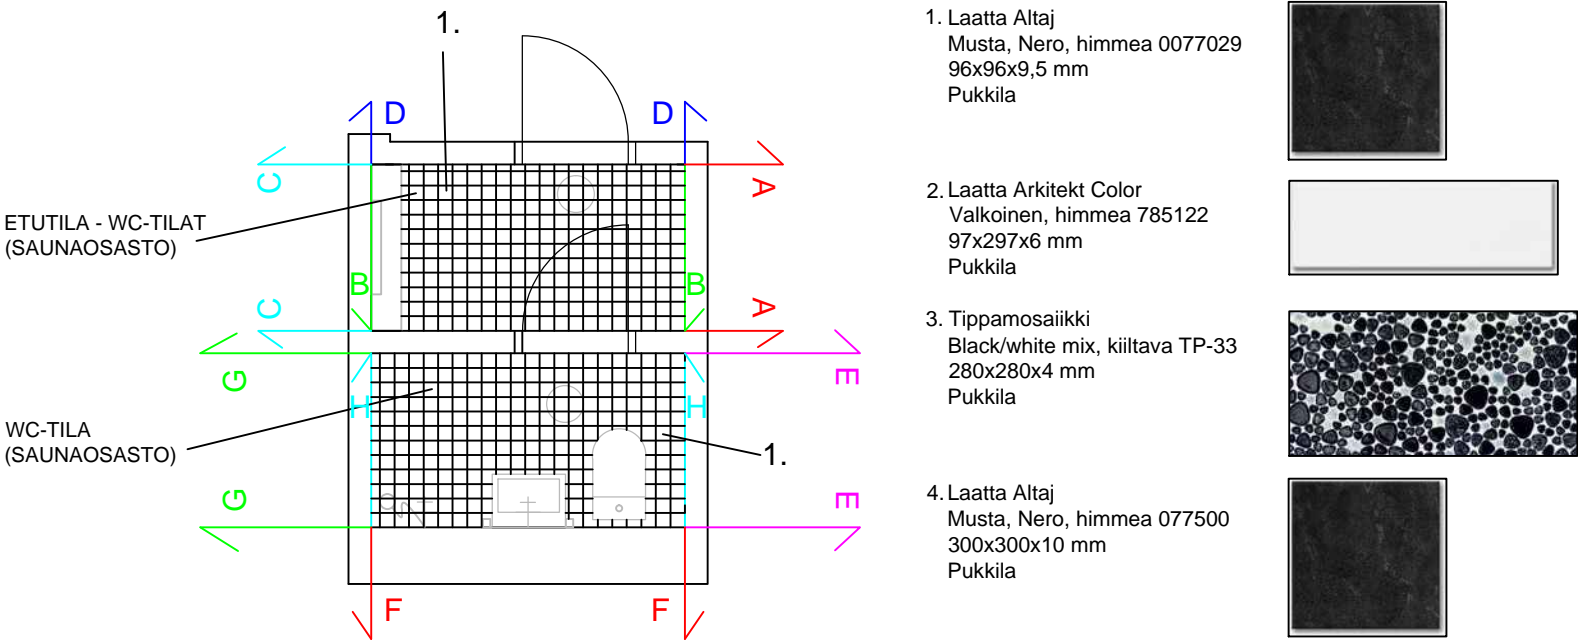 1.
D
D
C
A
ETUTILA - WC-TILAT
(SAUNAOSASTO)
B
B
C
A
G
E
H
H
WC-TILA
(SAUNAOSASTO)
1.
G
E
F
F
1. Laatta Altaj
Musta, Nero, himmea 0077029
96x96x9,5 mm
Pukkila
2. Laatta Arkitekt Color
Valkoinen, himmea 785122
97x297x6 mm
Pukkila
3. Tippamosaiikki
Black/white mix, kiiltava TP-33
280x280x4 mm
Pukkila
4. Laatta Altaj
Musta, Nero, himmea 077500
300x300x10 mm
Pukkila